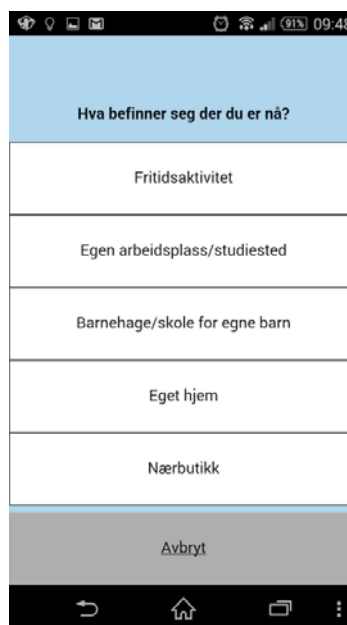 91% 09:48
Hva befinner seg der du er nå?
Fritidsaktivitet
Egen arbeidsplass/studiested
Barnehage/skole for egne barn
Eget hjem
Nærbutikk
Avbryt